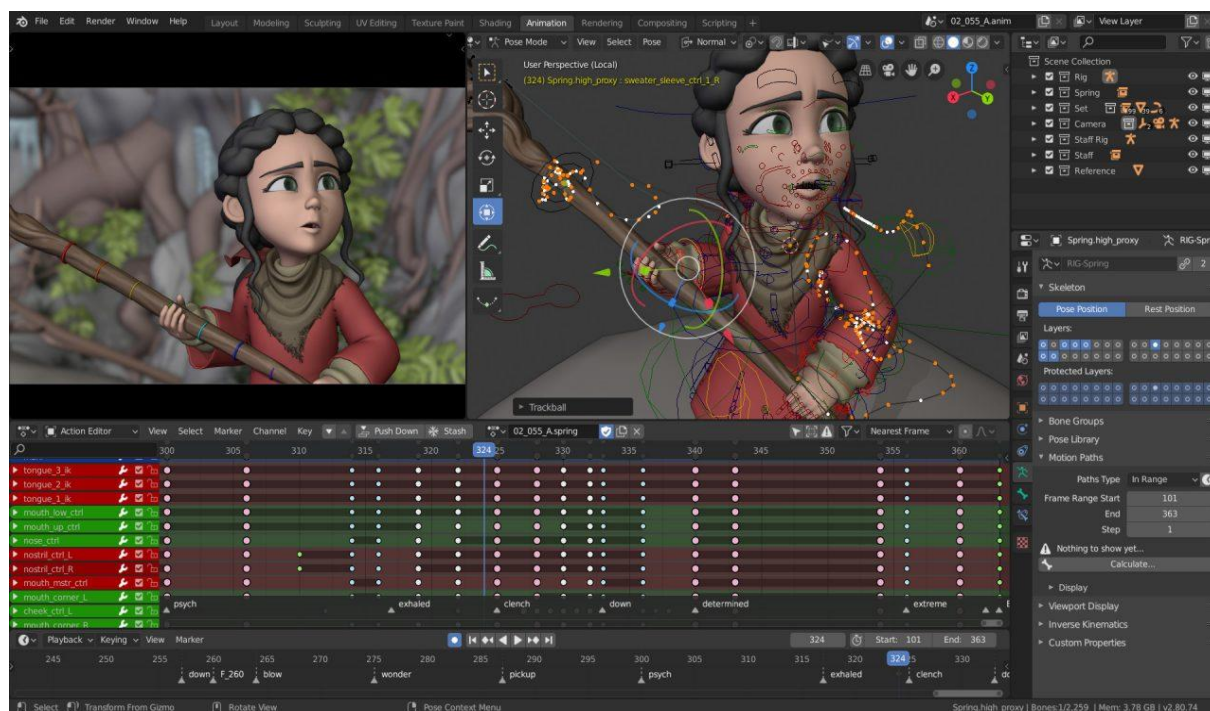 File Edit Render Window Help
Layout Modeling Sculpting UV Editing Texture Paint Shading Animation Rendering Compositing Scripting +
02_055_A.anim
View Layer
Pose Mode View Select Pose Normal
User Perspective (Local)
(324) Spring.high_proxy : sweater_sleeve_ctrl_1_R
Z
X
Y
Trackball
Scene Collection
Rig
Spring
Set
Camera
Staff Rig
Staff
Reference
Spring.high_proxy RIG-Spr
RIG-Spring 2
Skeleton
Pose Position Rest Position
Layers:
Protected Layers:
Bone Groups
Pose Library
Motion Paths
Paths Type In Range
Frame Range Start 101
End 363
Step 1
Nothing to show yet...
Calculate...
Display
Viewport Display
Inverse Kinematics
Custom Properties
Action Editor View Select Marker Channel Key Push Down Stash 02_055_A.spring Nearest Frame
300 305 310 315 320 324 325 330 335 340 345 350 355 360
tongue_3_ik
tongue_2_ik
tongue_1_ik
mouth_low_ctrl
mouth_up_ctrl
nose_ctrl
nostril_ctrl_L
nostril_ctrl_R
mouth_mstr_ctrl
mouth_corner_L
cheek_ctrl_L
mouth_corner_R
psych exhaled clench down determined extreme
Playback Keying View Marker 324 Start: 101 End: 363
245 250 255 260 265 270 275 280 285 290 295 300 305 310 315 320 324 325 330
down F_260 blow wonder pickup psych exhaled clench
Select Transform From Gizmo Rotate View Pose Context Menu Spring.high_proxy | Bones:1/2,259 | Mem: 3.78 GB | v2.80.74